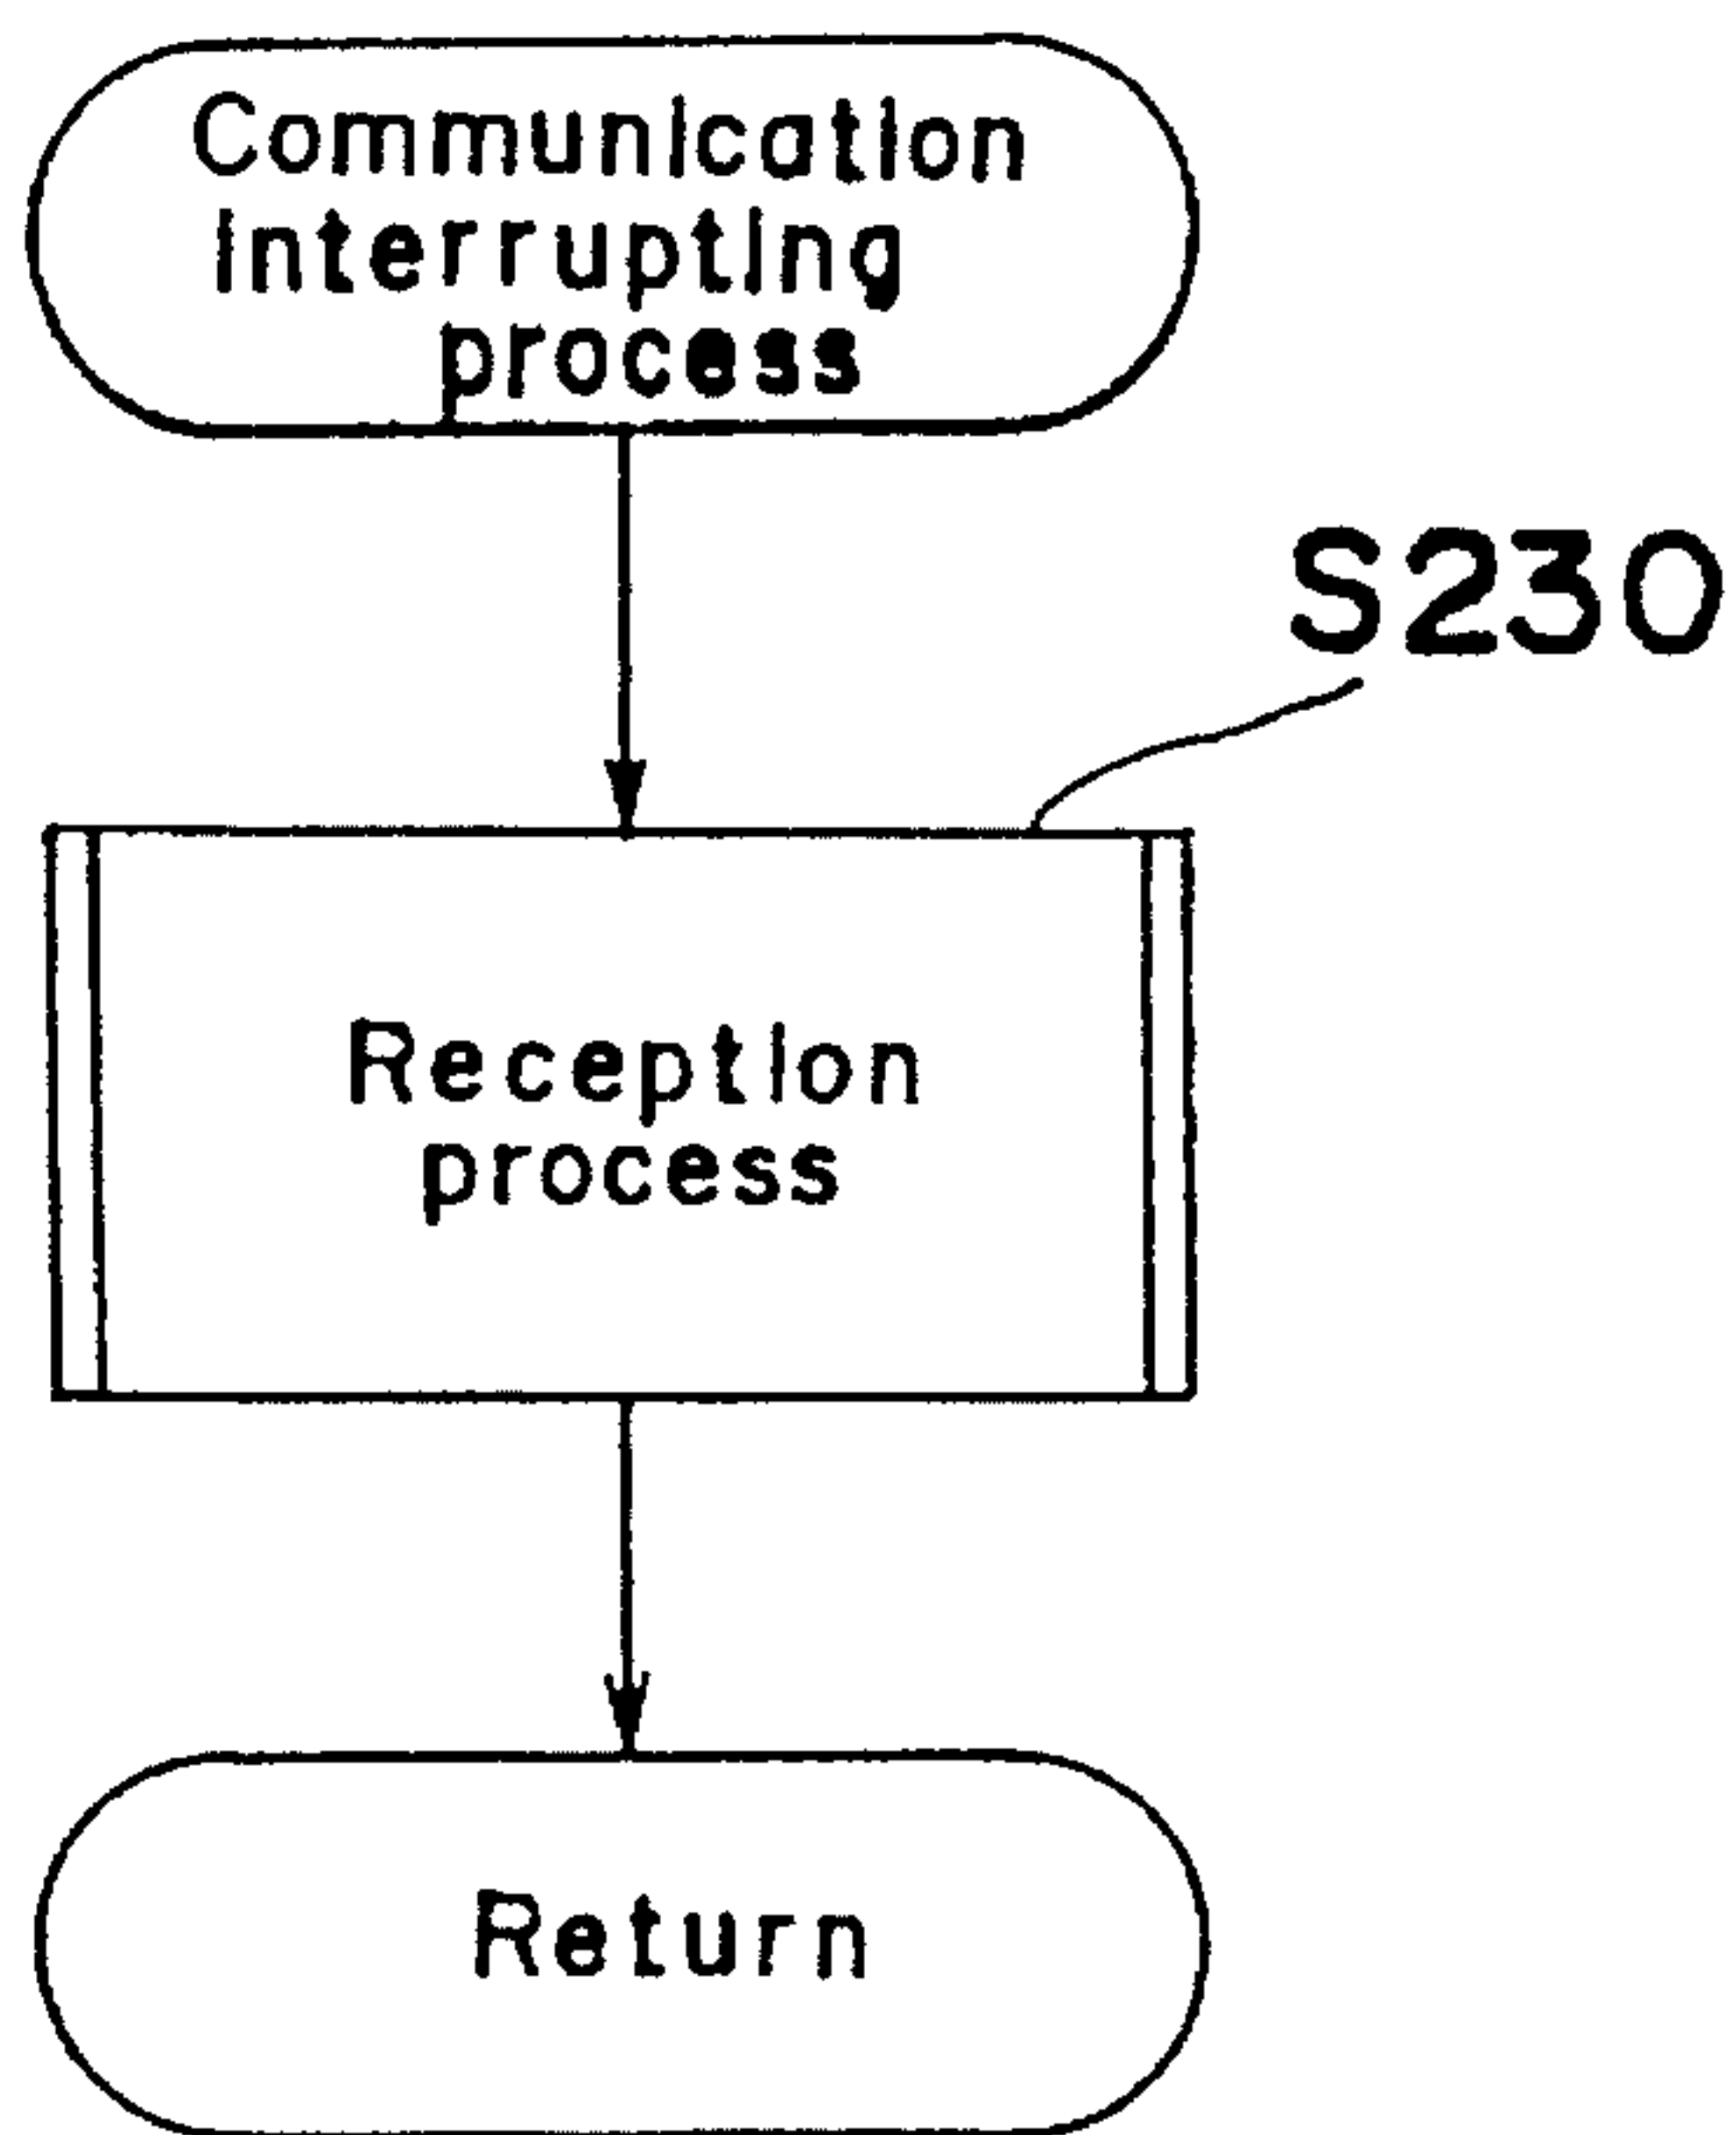 Communication
interrupting
process
S230
Reception
process
Return